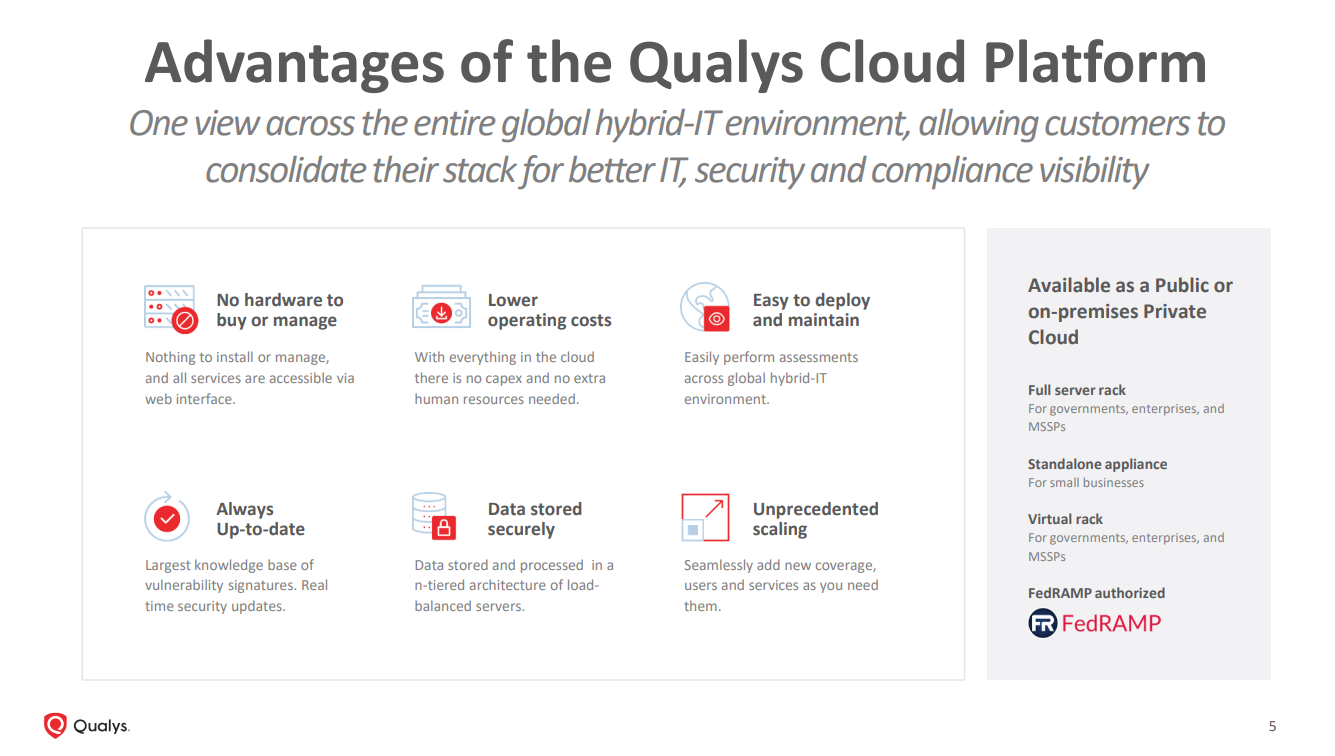 Advantages of the Qualys Cloud Platform
One view across the entire global hybrid-IT environment, allowing customers to
consolidate their stack for better IT, security and compliance visibility
No hardware to
buy or manage
Nothing to install or manage,
and all services are accessible via
web interface.
Lower
operating costs
With everything in the cloud
there is no capex and no extra
human resources needed.
Easy to deploy
and maintain
Easily perform assessments
across global hybrid-IT
environment.
Always
Up-to-date
Largest knowledge base of
vulnerability signatures. Real
time security updates.
Data stored
securely
Data stored and processed  in a
n-tiered architecture of load-
balanced servers.
Unprecedented
scaling
Seamlessly add new coverage,
users and services as you need
them.
Available as a Public or
on-premises Private
Cloud
Full server rack
For governments, enterprises, and
MSSPs
Standalone appliance
For small businesses
Virtual rack
For governments, enterprises, and
MSSPs
FedRAMP authorized
FR FedRAMP
Qualys.
5